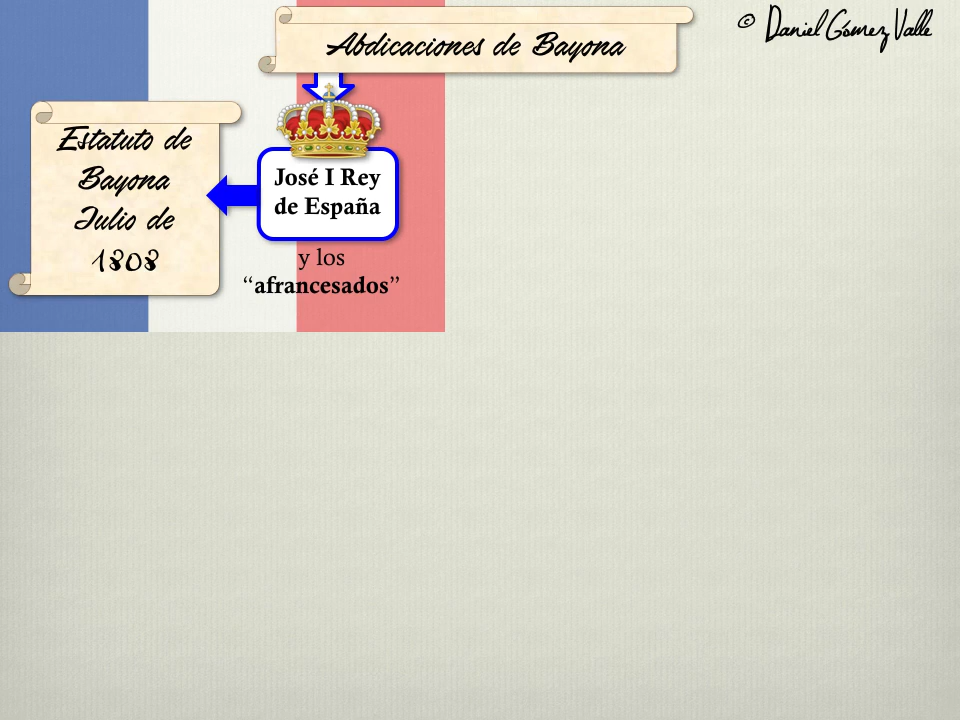 Abdicaciones de Bayona
© Daniel Gómez Valle
Estatuto de
Bayona
Julio de
1808
José I Rey
de España
y los
“afrancesados”